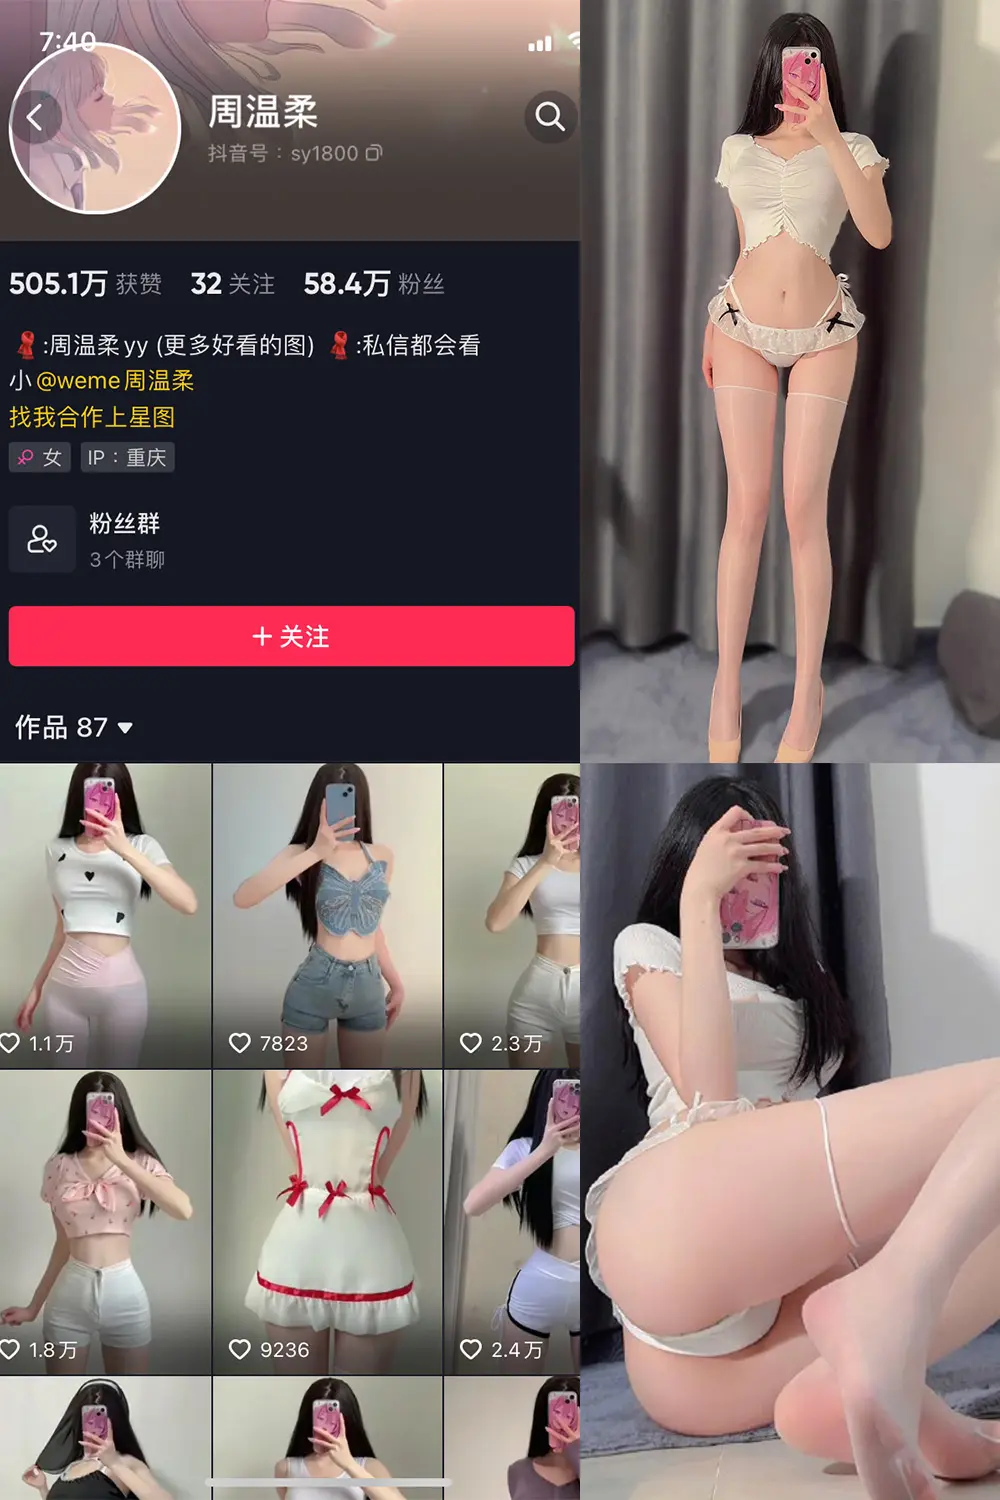 7:40
周温柔
抖音号：sy1800
505.1万 获赞 32 关注 58.4万 粉丝
:周温柔yy (更多好看的图) :私信都会看
小@weme周温柔
找我合作上星图
女 IP：重庆
粉丝群
3个群聊
+ 关注
作品 87
1.1万 7823 2.3万
1.8万 9236 2.4万